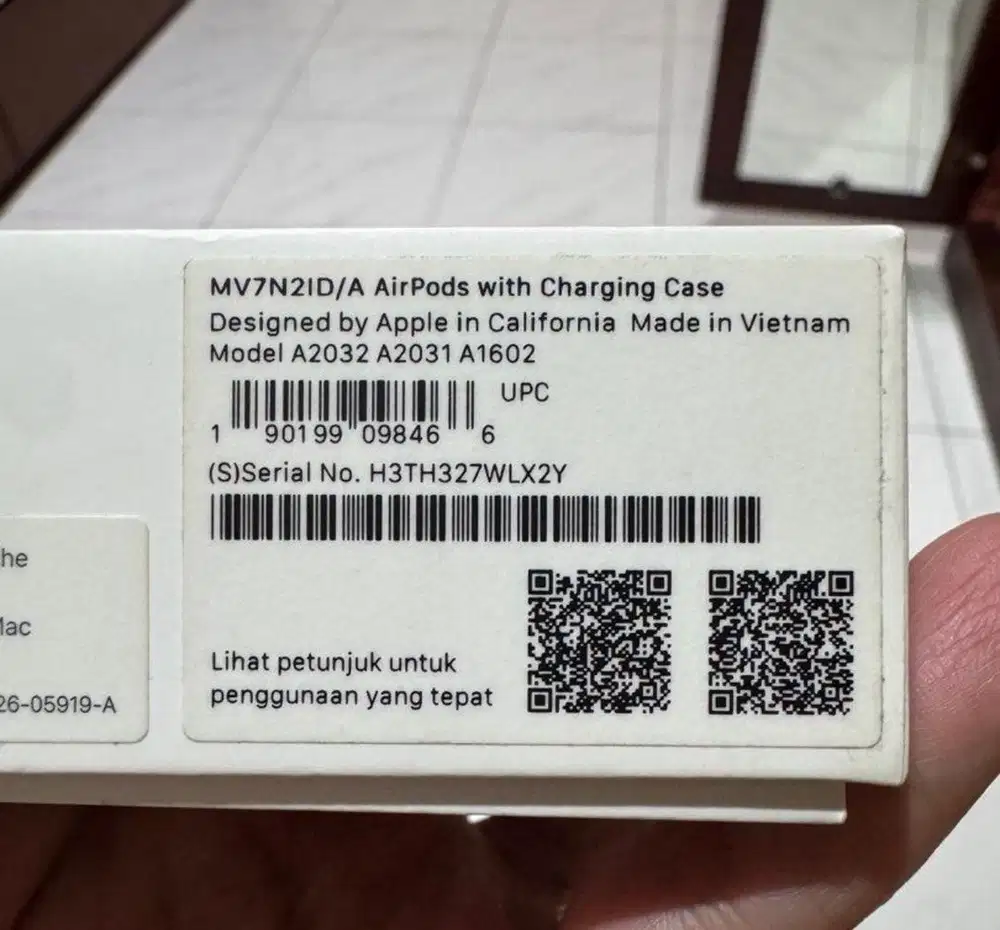 MV7N2ID/A AirPods with Charging Case
Designed by Apple in California Made in Vietnam
Model A2032 A2031 A1602
UPC
1 90199 09846 6
(S)Serial No. H3TH327WLX2Y
he
Mac
26-05919-A
Lihat petunjuk untuk
penggunaan yang tepat